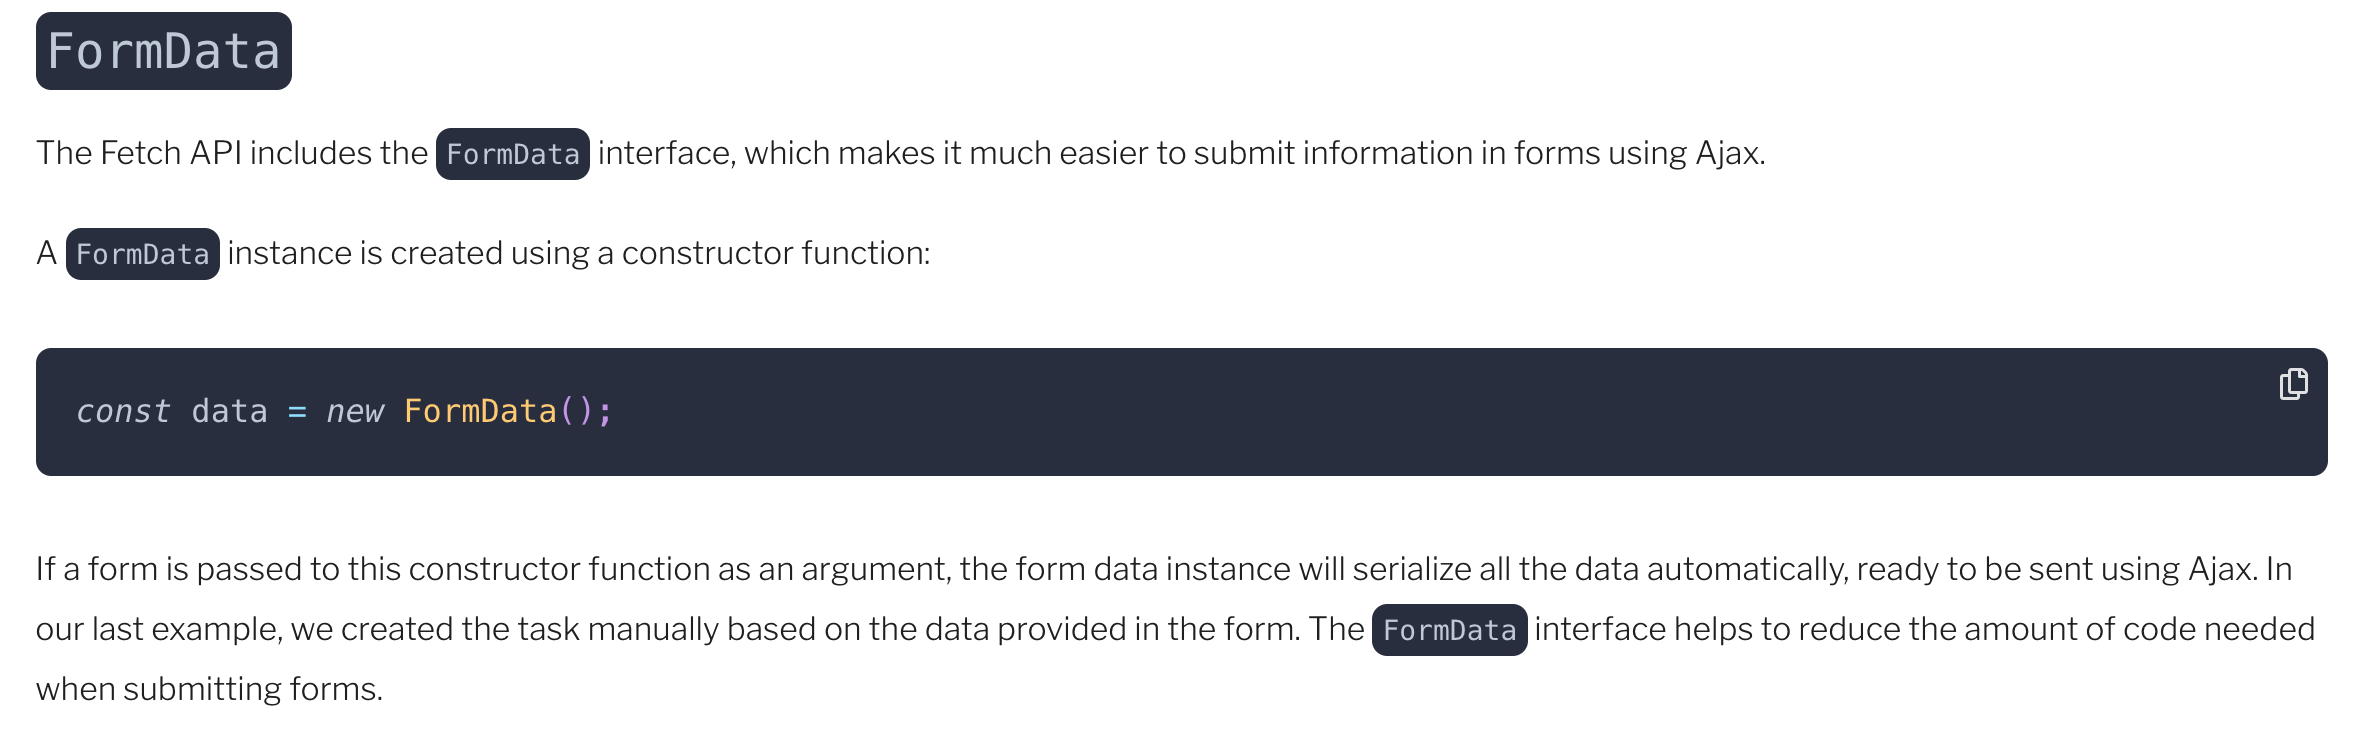 FormData
The Fetch API includes the FormData interface, which makes it much easier to submit information in forms using Ajax.
A FormData instance is created using a constructor function:
const data = new FormData();
If a form is passed to this constructor function as an argument, the form data instance will serialize all the data automatically, ready to be sent using Ajax. In
our last example, we created the task manually based on the data provided in the form. The FormData interface helps to reduce the amount of code needed
when submitting forms.